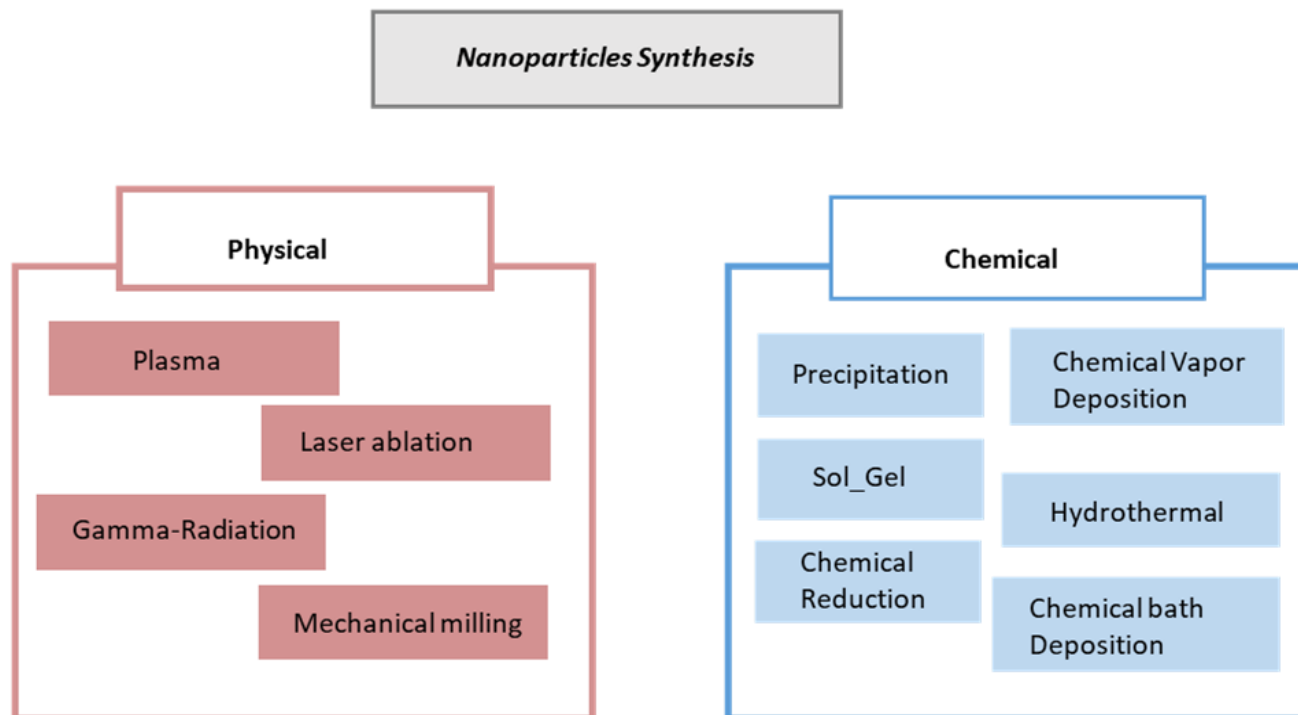 Nanoparticles Synthesis
Physical
Plasma
Laser ablation
Gamma-Radiation
Mechanical milling
Chemical
Precipitation
Chemical Vapor
Deposition
Sol_Gel
Hydrothermal
Chemical
Reduction
Chemical bath
Deposition